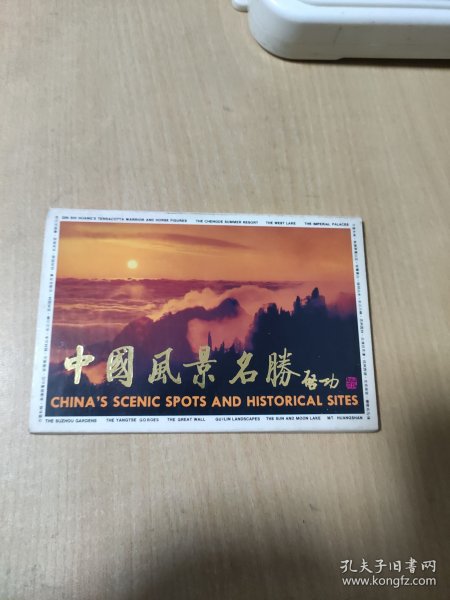 QIN SHI HUANG'S TERRACOTTA WARRIOR AND HORSE FIGURES THE CHENGDE SUMMER RESORT THE WEST LAKE THE IMPERIAL PALACES
中國風景名勝
啓功
CHINA'S SCENIC SPOTS AND HISTORICAL SITES
THE SUZHOU GARDENS THE YANGTSE GORGES THE GREAT WALL GUILIN LANDSCAPES THE SUN AND MOON LAKE MT HUANGSHAN
孔夫子旧书网
www.kongfz.com